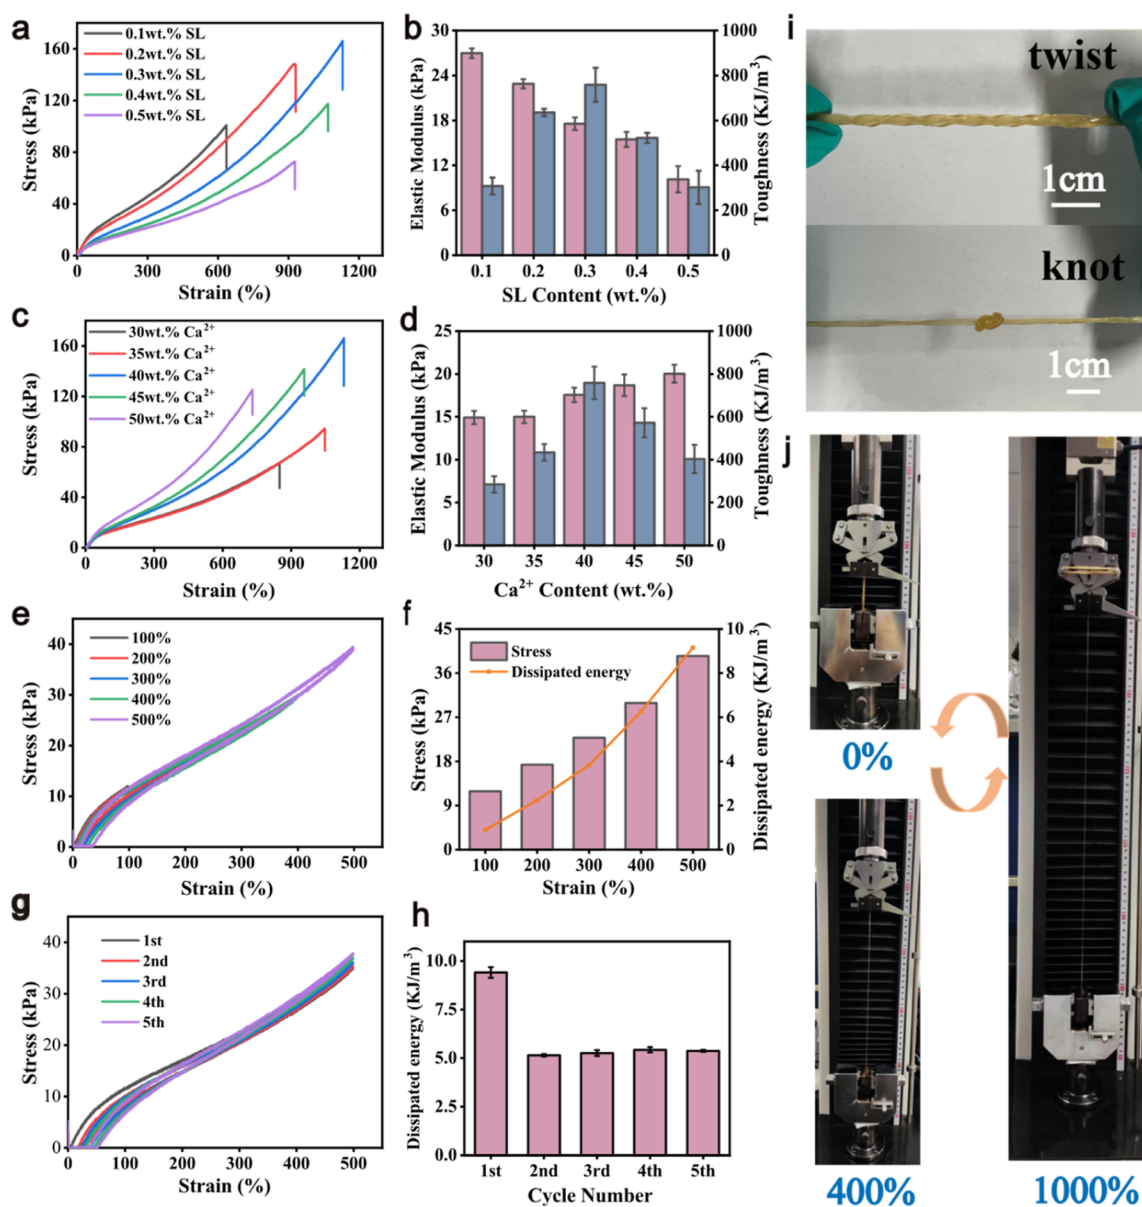 a
0.1wt.% SL
0.2wt.% SL
0.3wt.% SL
0.4wt.% SL
0.5wt.% SL
Stress (kPa)
160
120
80
40
0
0 300 600 900 1200
Strain (%)
b
Elastic Modulus (kPa)
30
24
18
12
6
0
0.1 0.2 0.3 0.4 0.5
SL Content (wt.%)
1000
800
600
400
200
0
Toughness (KJ/m³)
c
30wt.% Ca²⁺
35wt.% Ca²⁺
40wt.% Ca²⁺
45wt.% Ca²⁺
50wt.% Ca²⁺
Stress (kPa)
160
120
80
40
0
0 300 600 900 1200
Strain (%)
d
Elastic Modulus (kPa)
25
20
15
10
5
0
30 35 40 45 50
Ca²⁺ Content (wt.%)
1000
800
600
400
200
0
Toughness (KJ/m³)
e
100%
200%
300%
400%
500%
Stress (kPa)
40
30
20
10
0
0 100 200 300 400 500
Strain (%)
f
Stress
Dissipated energy
Stress (kPa)
45
36
27
18
9
0
100 200 300 400 500
Strain (%)
10
8
6
4
2
0
Dissipated energy (KJ/m³)
g
1st
2nd
3rd
4th
5th
Stress (kPa)
40
30
20
10
0
0 100 200 300 400 500
Strain (%)
h
Dissipated energy (KJ/m³)
10.0
7.5
5.0
2.5
0.0
1st 2nd 3rd 4th 5th
Cycle Number
i
twist
1cm
knot
1cm
j
0%
400%
1000%